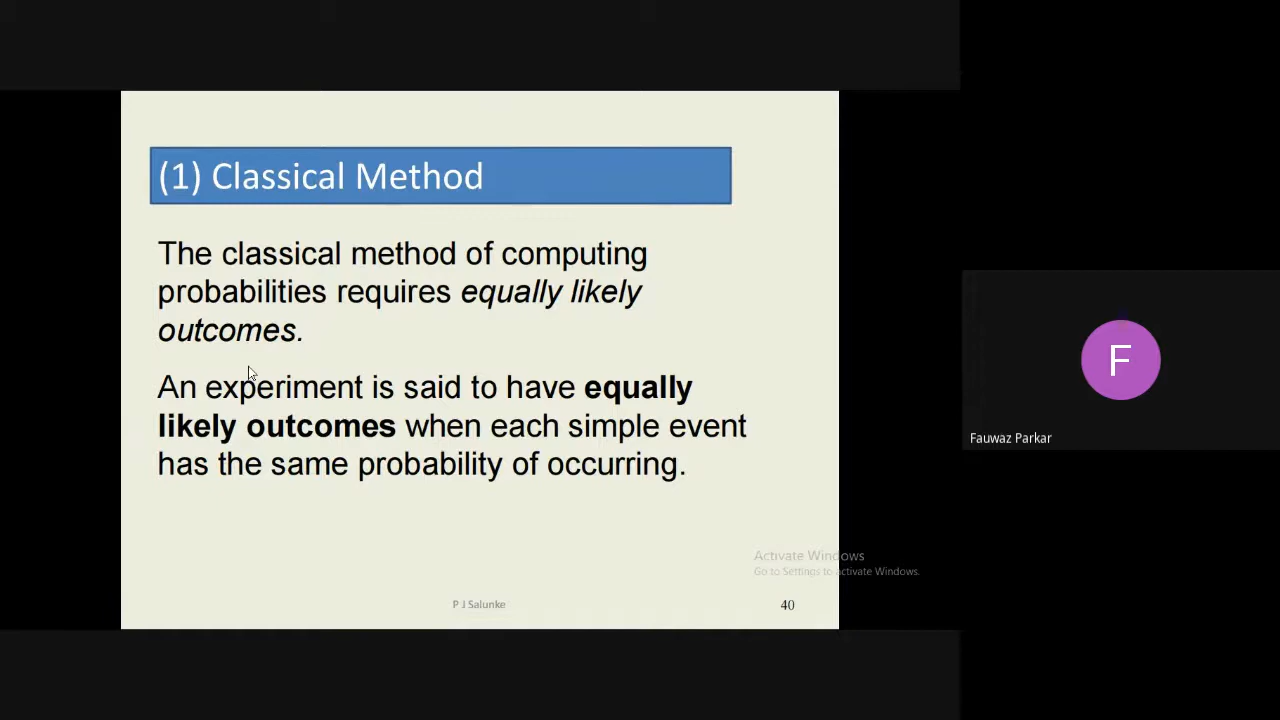 (1) Classical Method
The classical method of computing
probabilities requires equally likely
outcomes.
An experiment is said to have equally
likely outcomes when each simple event
has the same probability of occurring.
F
Fauwaz Parkar
Activate Windows
Go to Settings to activate Windows.
P J Salunke
40